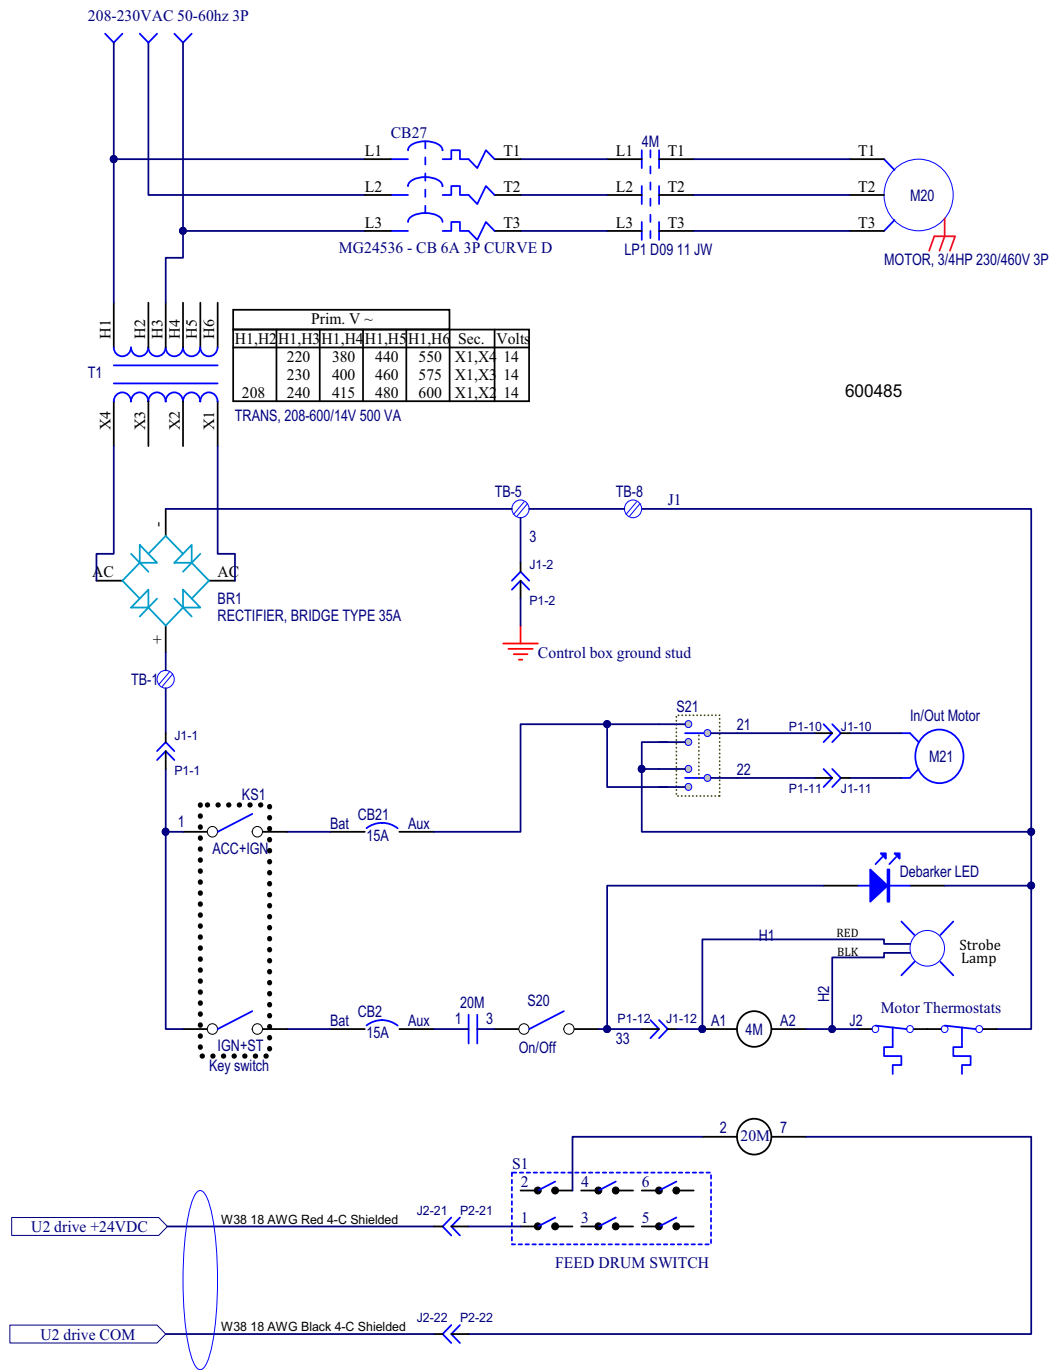 208-230VAC 50-60hz 3P
CB27
L1 T1 L1 4M T1 T1
L2 T2 L2 T2 T2 M20
L3 T3 L3 T3 T3
MG24536 - CB 6A 3P CURVE D
LP1 D09 11 JW
MOTOR, 3/4HP 230/460V 3P
H1 H2 H3 H4 H5 H6
T1
X4 X3 X2 X1
Prim. V ~
H1,H2 H1,H3 H1,H4 H1,H5 H1,H6 Sec. Volts
220 380 440 550 X1,X4 14
230 400 460 575 X1,X3 14
208 240 415 480 600 X1,X2 14
TRANS, 208-600/14V 500 VA
600485
TB-5 TB-8 J1
3
J1-2
P1-2
Control box ground stud
-
AC AC
+
BR1
RECTIFIER, BRIDGE TYPE 35A
TB-1
J1-1
P1-1
S21
21 P1-10 J1-10
22 P1-11 J1-11
In/Out Motor
M21
KS1
1
ACC+IGN
Bat CB21 Aux
15A
Debarker LED
H1 RED
BLK
H2
Strobe
Lamp
IGN+ST
Key switch
Bat CB2 Aux
15A
20M
1 3
S20
On/Off
P1-12 J1-12
33
A1 4M A2
J2
Motor Thermostats
2 20M 7
S1
2 4 6
1 3 5
FEED DRUM SWITCH
U2 drive +24VDC
W38 18 AWG Red 4-C Shielded
J2-21 P2-21
U2 drive COM
W38 18 AWG Black 4-C Shielded
J2-22 P2-22